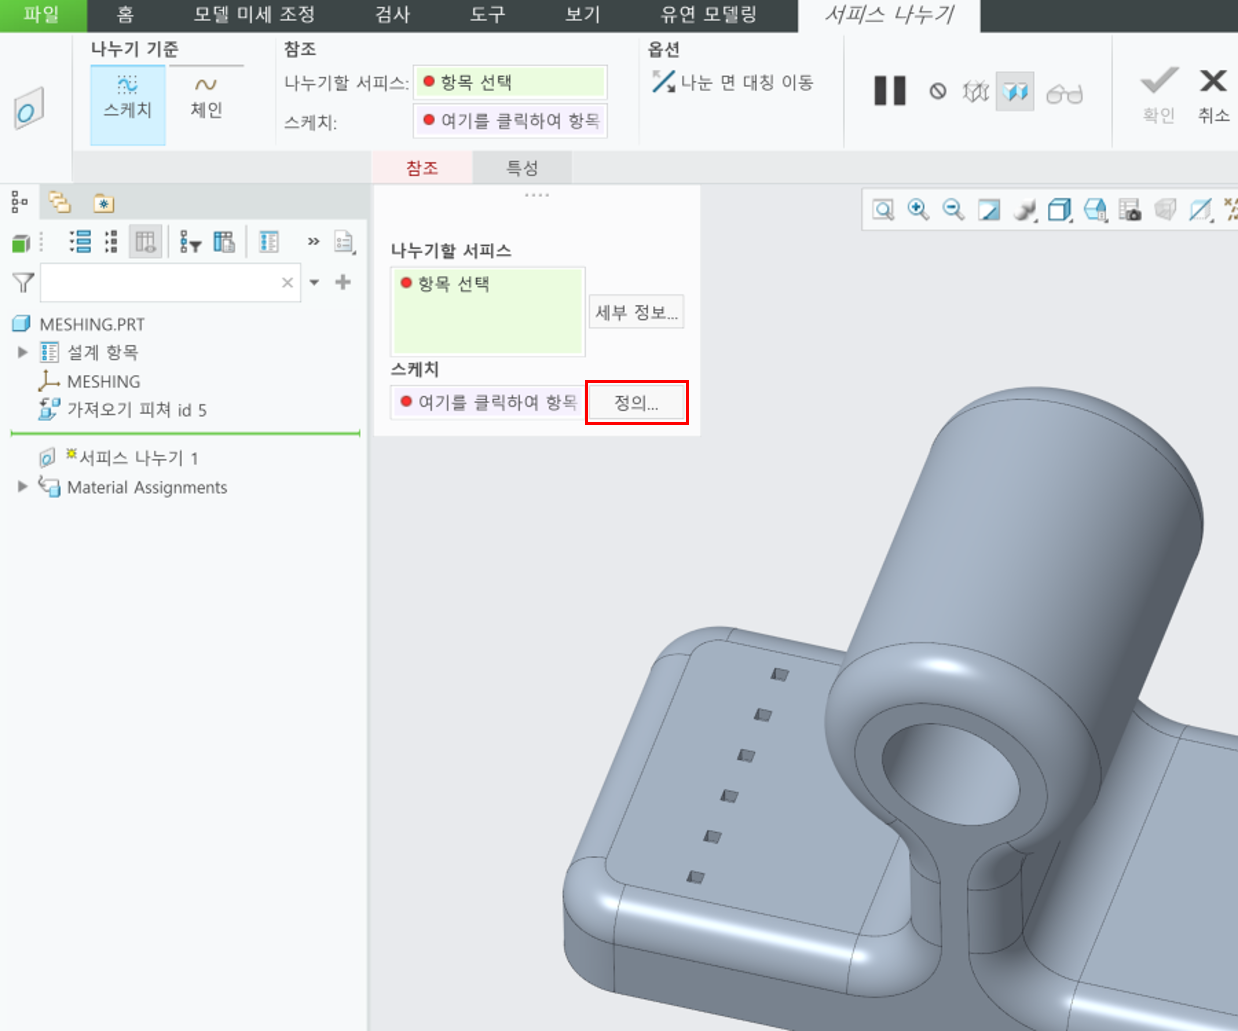 파일 홈 모델 미세 조정 검사 도구 보기 유연 모델링 서피스 나누기
나누기 기준 참조 옵션
나누기할 서피스: 항목 선택 나눈 면 대칭 이동
스케치 체인 확인 취소
스케치: 여기를 클릭하여 항목
참조 특성
나누기할 서피스
항목 선택
세부 정보...
스케치
여기를 클릭하여 항목 정의...
MESHING.PRT
설계 항목
MESHING
가져오기 피쳐 id 5
서피스 나누기 1
Material Assignments